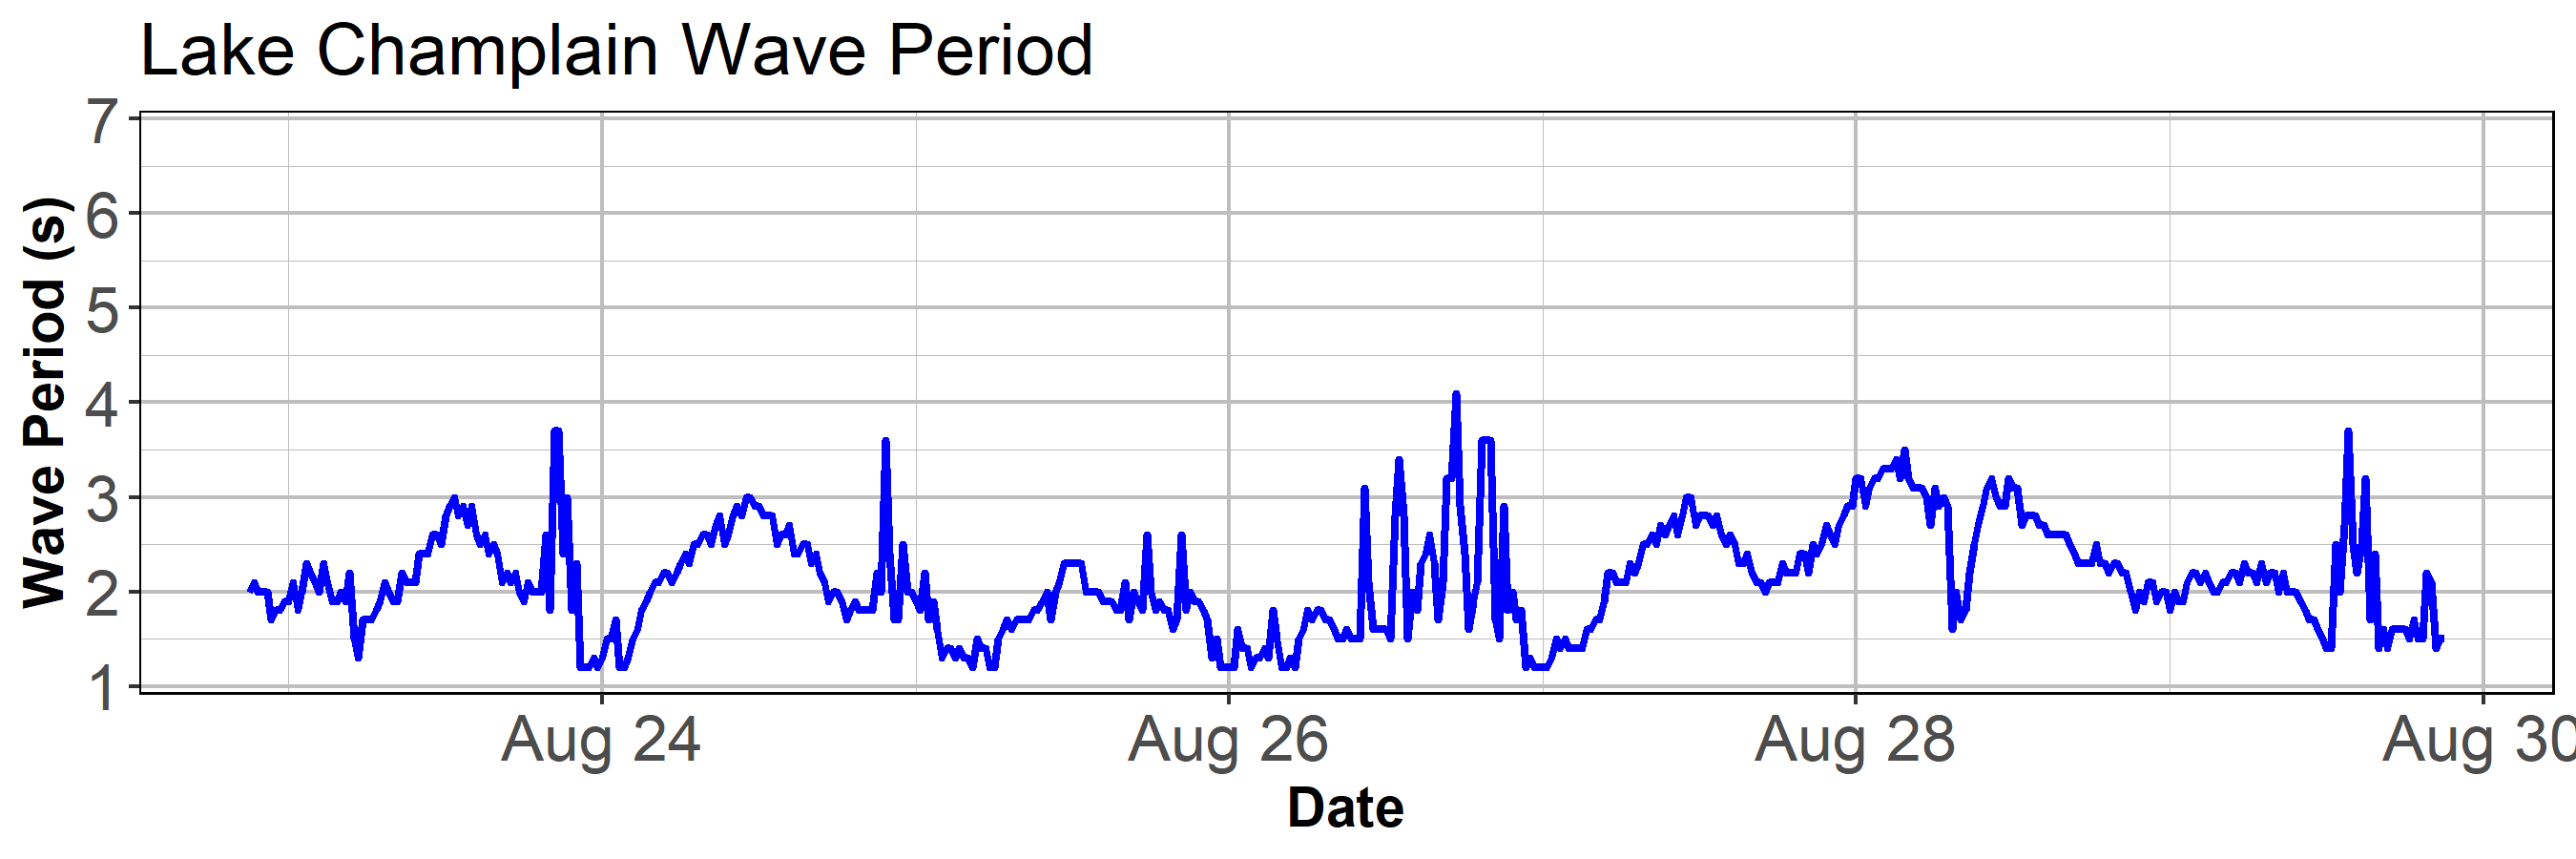 Lake Champlain Wave Period
Wave Period (s)
7
6
5
4
3
2
1
Aug 24
Aug 26
Aug 28
Aug 30
Date